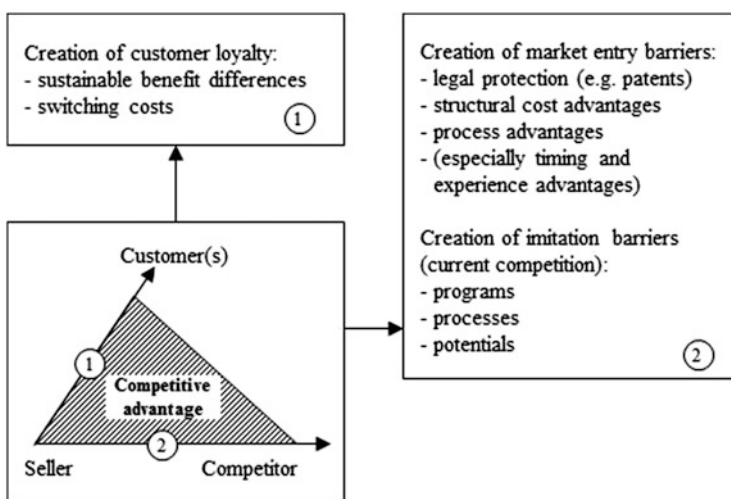 Creation of customer loyalty:
- sustainable benefit differences
- switching costs
1
Creation of market entry barriers:
- legal protection (e.g. patents)
- structural cost advantages
- process advantages
- (especially timing and
experience advantages)
Creation of imitation barriers
(current competition):
- programs
- processes
- potentials
2
Customer(s)
1
Competitive
advantage
2
Seller
Competitor